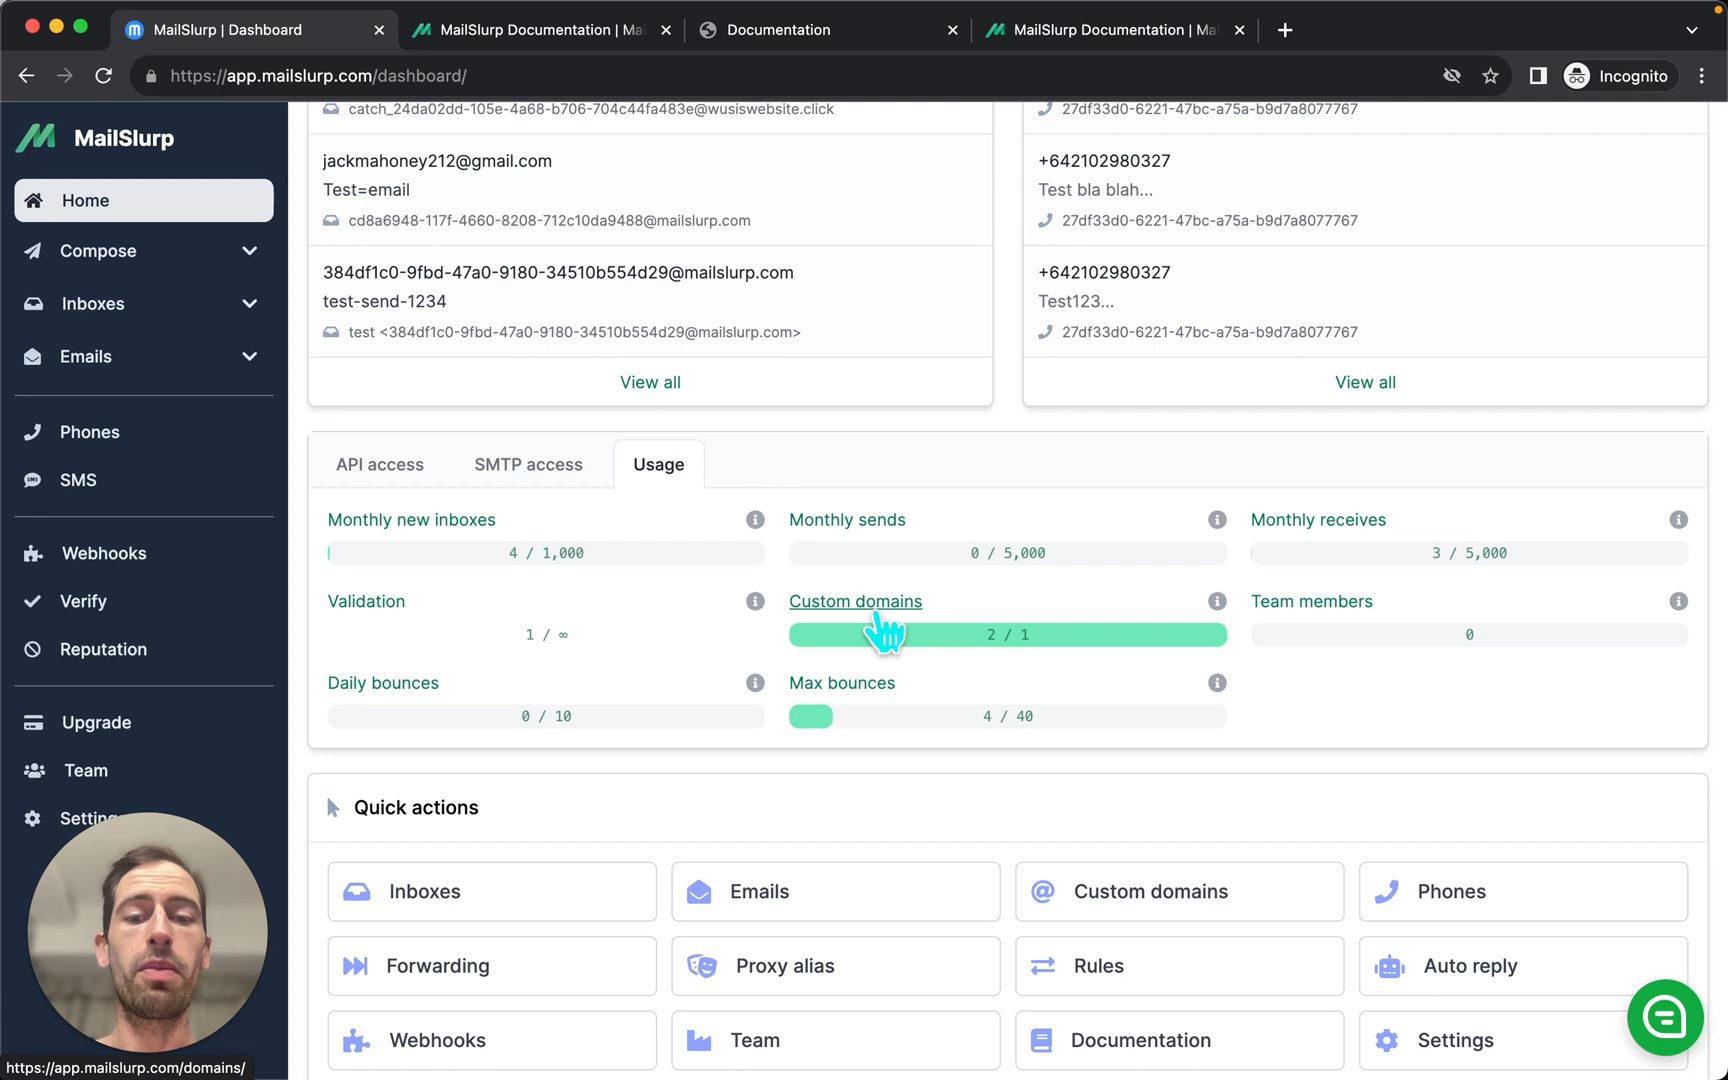 MailSlurp | Dashboard
MailSlurp Documentation | Ma
Documentation
MailSlurp Documentation | Ma
https://app.mailslurp.com/dashboard/
Incognito
MailSlurp
Home
Compose
Inboxes
Emails
Phones
SMS
Webhooks
Verify
Reputation
Upgrade
Team
Settings
catch_24da02dd-105e-4a68-b706-704c44fa483e@wusiswebsite.click
jackmahoney212@gmail.com
Test=email
cd8a6948-117f-4660-8208-712c10da9488@mailslurp.com
384df1c0-9fbd-47a0-9180-34510b554d29@mailslurp.com
test-send-1234
test <384df1c0-9fbd-47a0-9180-34510b554d29@mailslurp.com>
View all
27df33d0-6221-47bc-a75a-b9d7a8077767
+642102980327
Test bla blah...
27df33d0-6221-47bc-a75a-b9d7a8077767
+642102980327
Test123...
27df33d0-6221-47bc-a75a-b9d7a8077767
View all
API access
SMTP access
Usage
Monthly new inboxes
4 / 1,000
Monthly sends
0 / 5,000
Monthly receives
3 / 5,000
Validation
1 / ∞
Custom domains
2 / 1
Team members
0
Daily bounces
0 / 10
Max bounces
4 / 40
Quick actions
Inboxes
Emails
Custom domains
Phones
Forwarding
Proxy alias
Rules
Auto reply
Webhooks
Team
Documentation
Settings
https://app.mailslurp.com/domains/